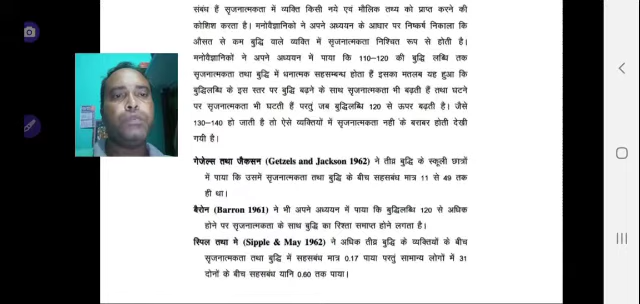 संबंध हैं सृजनात्मकता में व्यक्ति किसी नये एवं मौलिक तथ्य को प्राप्त करने की
कोशिश करता है। मनोवैज्ञानिकों ने अपने अध्ययन के आधार पर निष्कर्ष निकाला कि
औसत से कम बुद्धि वाले व्यक्ति में सृजनात्मकता निश्चित रूप से होती है।
मनोवैज्ञानिको ने अपने अध्ययन में पाया कि 110–120 की बुद्धि लब्धि तक
सृजनात्मकता तथा बुद्धि में धनात्मक सहसम्बन्ध होता हैं इसका मतलब यह हुआ कि
बुद्धिलब्धि के इस स्तर पर बुद्धि बढ़ने के साथ सृजनात्मकता भी बढ़ती हैं तथा घटने
पर सृजनात्मकता भी घटती हैं परतुं जब बुद्धिलब्धि 120 से ऊपर बढ़ती है। जैसे
130–140 हो जाती है तो ऐसे व्यक्तियों में सृजनात्मकता नही के बराबर होती देखी
गयी है।
गेजेल्स तथा जैकसन (Getzels and Jackson 1962) ने तीव्र बुद्धि के स्कूली छात्रों
में पाया कि उसमें सृजनात्मकता तथा बुद्धि के बीच सहसबंध मात्र 11 से 49 तक
ही था।
बैरोन (Barron 1961) ने भी अपने अध्ययन में पाया कि बुद्धिलब्धि 120 से अधिक
होने पर सृजनात्मकता के साथ बुद्धि का रिश्ता समाप्त होने लगता है।
स्पिल तथा मे (Sipple & May 1962) ने अधिक तीव्र बुद्धि के व्यक्तियों के बीच
सृजनात्मकता तथा बुद्धि में सहसबंध मात्र 0.17 पाया परतुं सामान्य लोगों में 31
दोनों के बीच सहसबंध यानि 0.60 तक पाया।